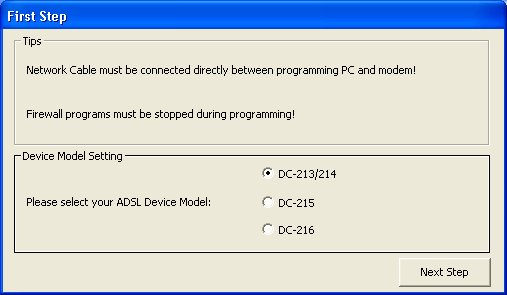 First Step
Tips
Network Cable must be connected directly between programming PC and modem!
Firewall programs must be stopped during programming!
Device Model Setting
DC-213/214
Please select your ADSL Device Model:
DC-215
DC-216
Next Step